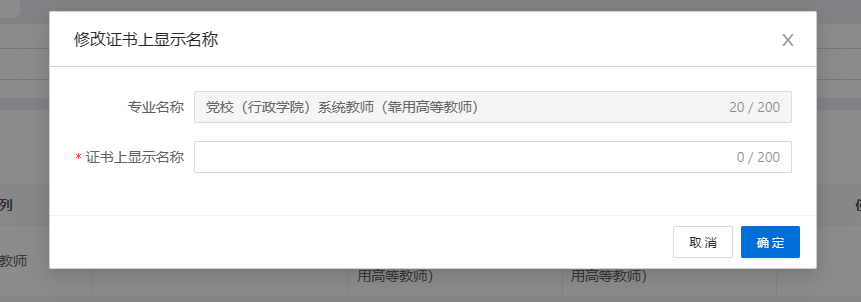 修改证书上显示名称
专业名称 党校（行政学院）系统教师（靠用高等教师） 20 / 200
* 证书上显示名称 0 / 200
列
取 消 确 定
教师
用高等教师） 用高等教师）